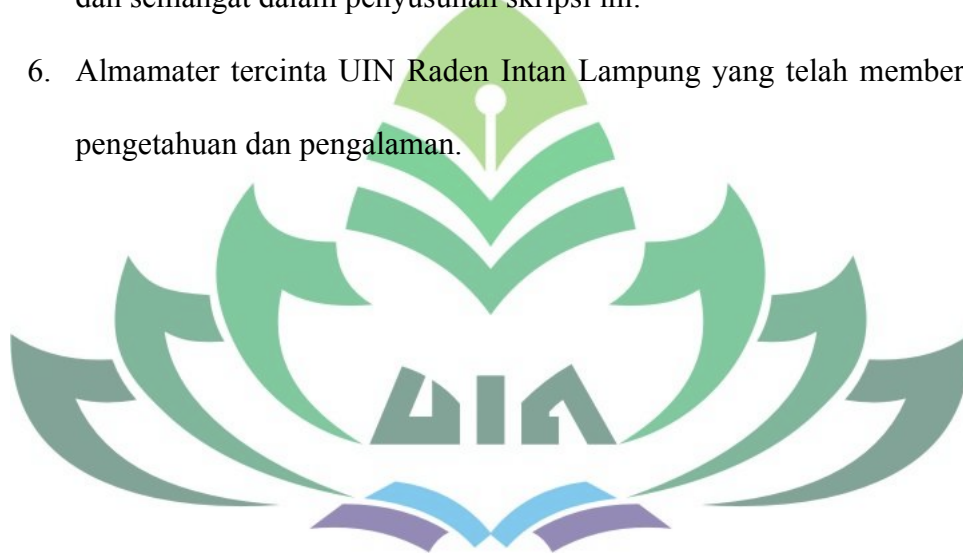 dan semangat dalam penyusunan skripsi ini.
6. Almamater tercinta UIN Raden Intan Lampung yang telah member
pengetahuan dan pengalaman.
UIN